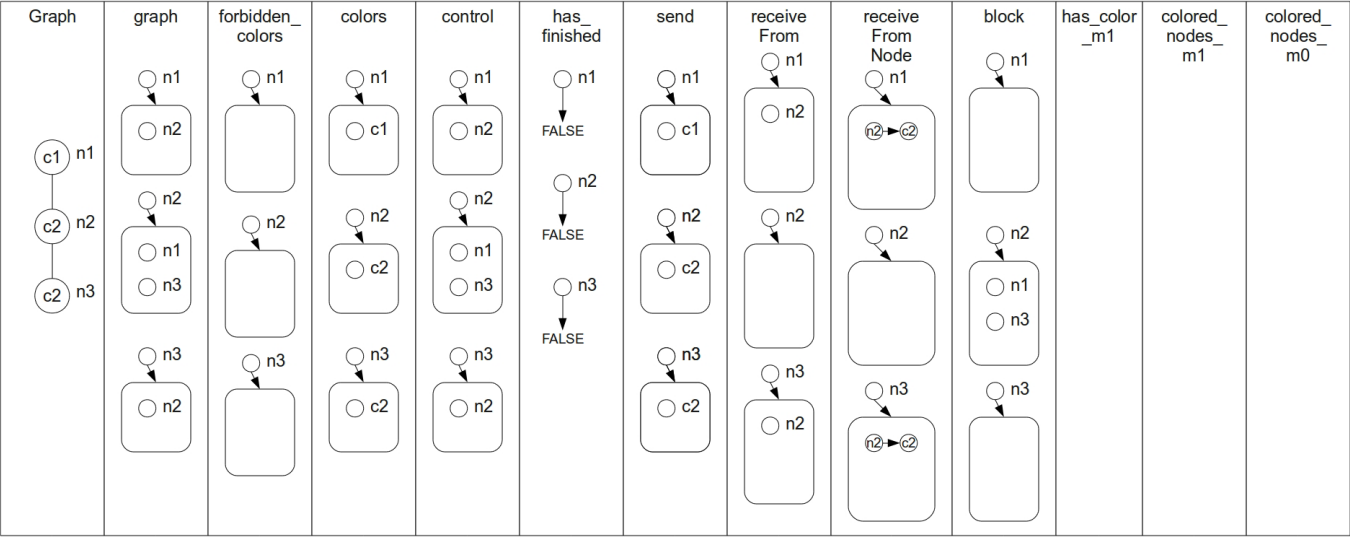 Graph
graph
forbidden_
colors
colors
control
has_
finished
send
receive
From
receive
From
Node
block
has_color
_m1
colored_
nodes_
m1
colored_
nodes_
m0
c1 n1
c2 n2
c2 n3
n1
n2
n2
n1
n3
n3
n2
n1
n2
n3
n1
c1
n2
c2
n3
c2
n1
n2
n2
n1
n3
n3
n2
n1
FALSE
n2
FALSE
n3
FALSE
n1
c1
n2
c2
n3
c2
n1
n2
n2
n3
n2
n1
n2 c2
n2
n3
n2 c2
n1
n2
n1
n3
n3